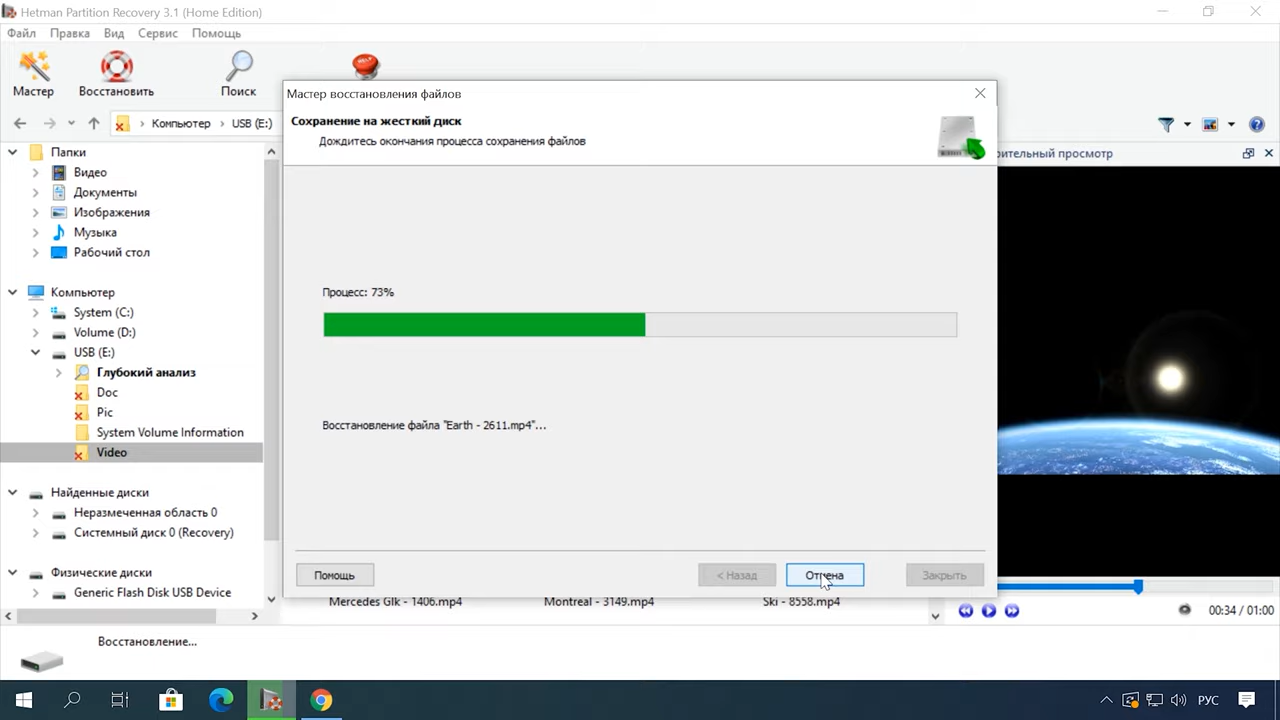 Hetman Partition Recovery 3.1 (Home Edition)
Файл Правка Вид Сервис Помощь
Мастер Восстановить Поиск
HELP
Компьютер USB (E:)
Папки
Видео
Документы
Изображения
Музыка
Рабочий стол
Компьютер
System (C:)
Volume (D:)
USB (E:)
Глубокий анализ
Doc
Pic
System Volume Information
Video
Найденные диски
Неразмеченная область 0
Системный диск 0 (Recovery)
Физические диски
Generic Flash Disk USB Device
Мастер восстановления файлов
Сохранение на жесткий диск
Дождитесь окончания процесса сохранения файлов
Процесс: 73%
Восстановление файла "Earth - 2611.mp4"...
Помощь < Назад Отмена Закрыть
рительный просмотр
Mercedes Glk - 1406.mp4 Montreal - 3149.mp4 Ski - 8558.mp4
00:34 / 01:00
Восстановление...
РУС